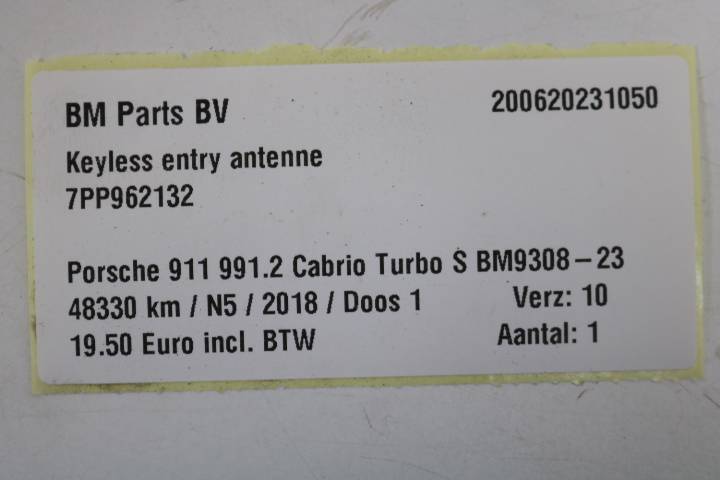 BM Parts BV 200620231050
Keyless entry antenne
7PP962132
Porsche 911 991.2 Cabrio Turbo S BM9308-23
48330 km / N5 / 2018 / Doos 1 Verz: 10
19.50 Euro incl. BTW Aantal: 1